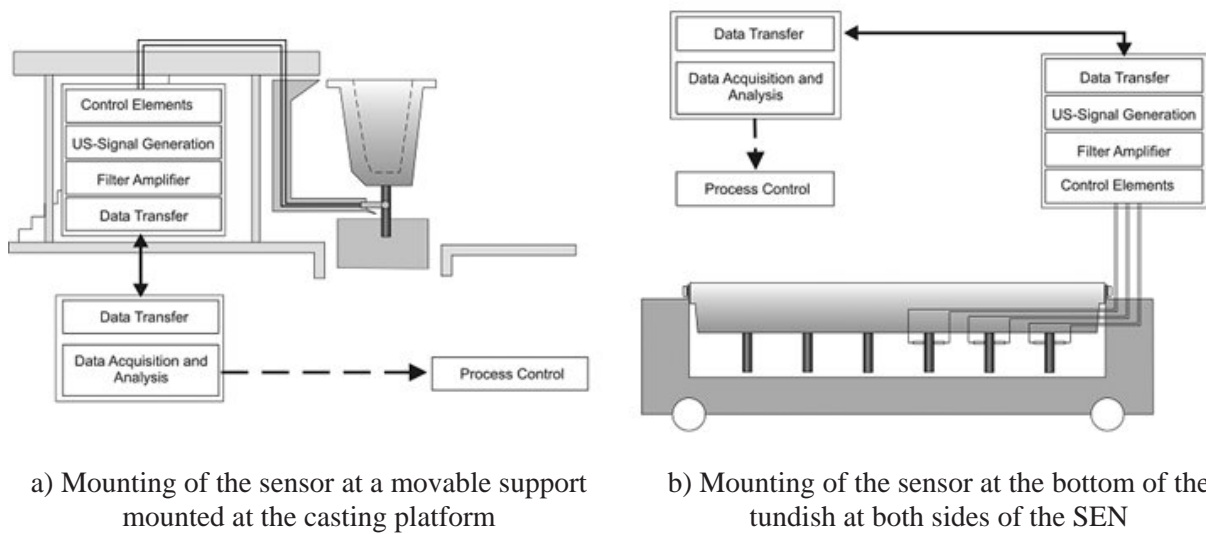 Control Elements
US-Signal Generation
Filter Amplifier
Data Transfer
Data Transfer
Data Acquisition and
Analysis
Process Control
a) Mounting of the sensor at a movable support
mounted at the casting platform
Data Transfer
Data Acquisition and
Analysis
Process Control
Data Transfer
US-Signal Generation
Filter Amplifier
Control Elements
b) Mounting of the sensor at the bottom of the
tundish at both sides of the SEN